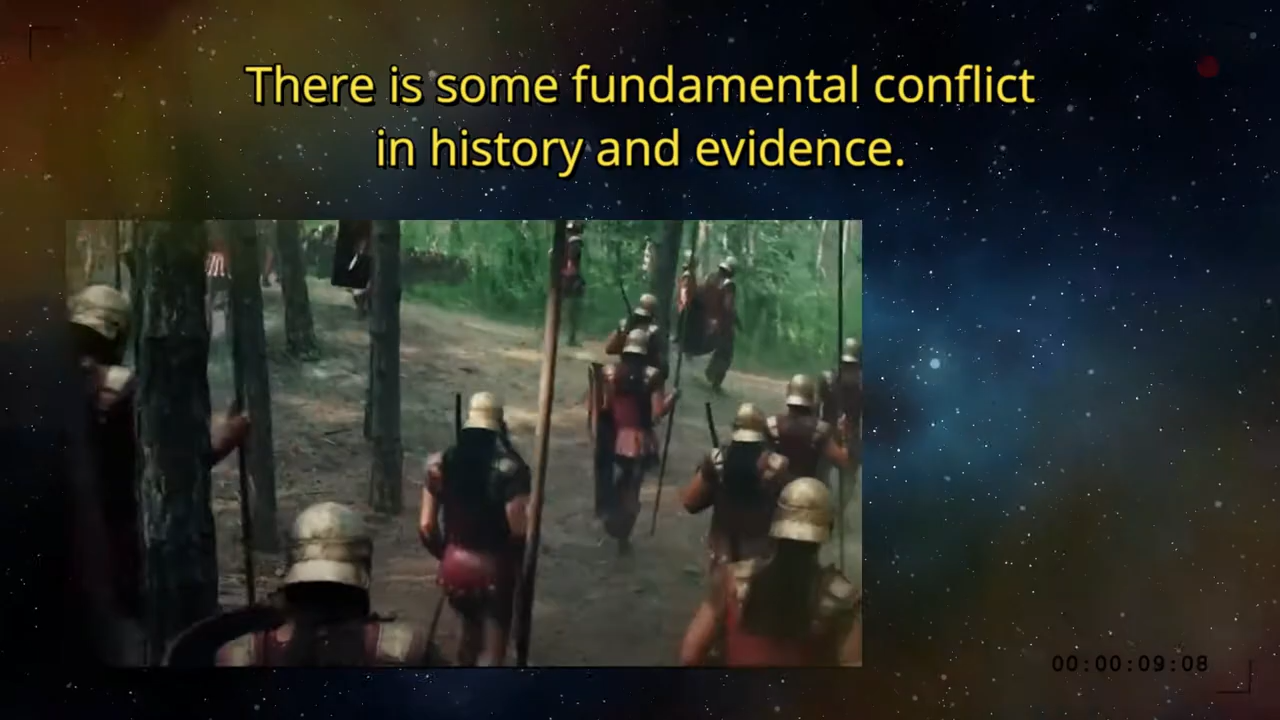 There is some fundamental conflict
in history and evidence.
00:00:09:08